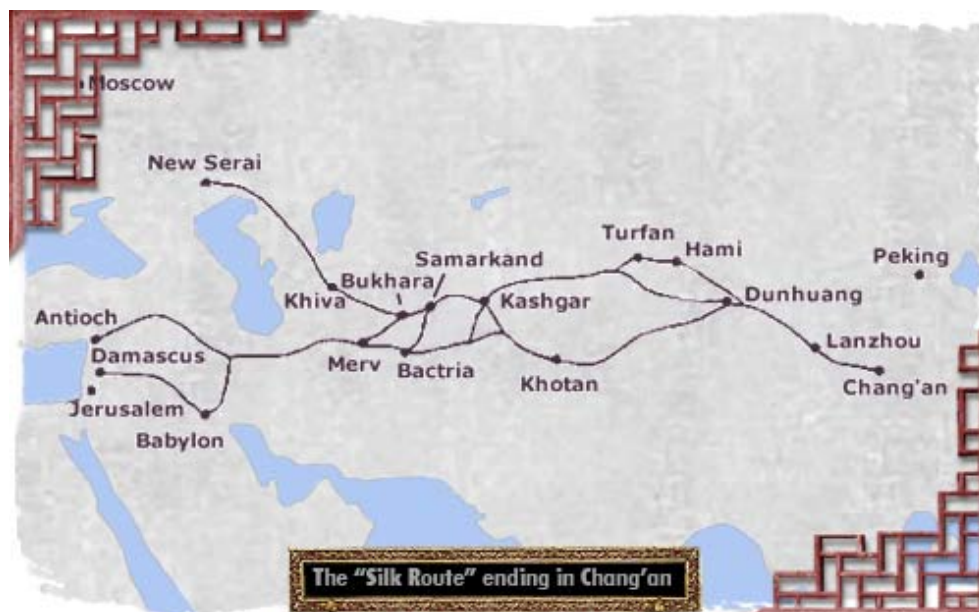 Moscow
New Serai
Turfan
Hami
Samarkand
Peking
Bukhara
Khiva
Kashgar
Dunhuang
Antioch
Lanzhou
Damascus
Merv
Bactria
Khotan
Chang'an
Jerusalem
Babylon
The "Silk Route" ending in Chang'an